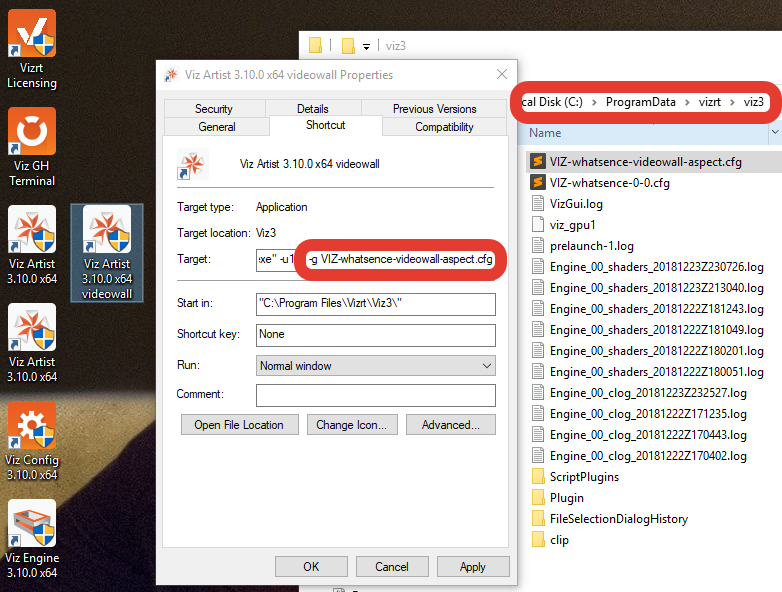 Vizrt
Licensing
Viz GH
Terminal
Viz Artist
3.10.0 x64
Viz Artist
3.10.0 x64
videowall
Viz Artist
3.10.0 x64
Viz Config
3.10.0 x64
Viz Engine
3.10.0 x64
Viz Artist 3.10.0 x64 videowall Properties
Security
Details
Previous Versions
General
Shortcut
Compatibility
Viz Artist 3.10.0 x64 videowall
Target type: Application
Target location: Viz3
Target: :xe" -u1 -g VIZ-whatsence-videowall-aspect.cfg
Start in: "C:\Program Files\Vizrt\Viz3\"
Shortcut key: None
Run: Normal window
Comment:
Open File Location
Change Icon...
Advanced...
OK
Cancel
Apply
viz3
cal Disk (C:) > ProgramData > vizrt > viz3
Name
VIZ-whatsence-videowall-aspect.cfg
VIZ-whatsence-0-0.cfg
VizGui.log
viz_gpu1
prelaunch-1.log
Engine_00_shaders_20181223Z230726.log
Engine_00_shaders_20181223Z213040.log
Engine_00_shaders_20181222Z181243.log
Engine_00_shaders_20181222Z181049.log
Engine_00_shaders_20181222Z180201.log
Engine_00_shaders_20181222Z180051.log
Engine_00_clog_20181223Z232527.log
Engine_00_clog_20181222Z171235.log
Engine_00_clog_20181222Z170443.log
Engine_00_clog_20181222Z170402.log
ScriptPlugins
Plugin
FileSelectionDialogHistory
clip